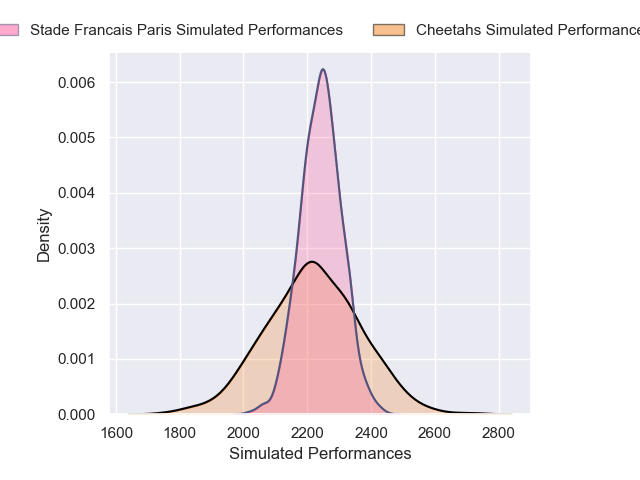 Stade Francais Paris Simulated Performances Cheetahs Simulated Performance
0.006
0.005
0.004
0.003
0.002
0.001
0.000
Density
1600 1800 2000 2200 2400 2600 2800
Simulated Performances